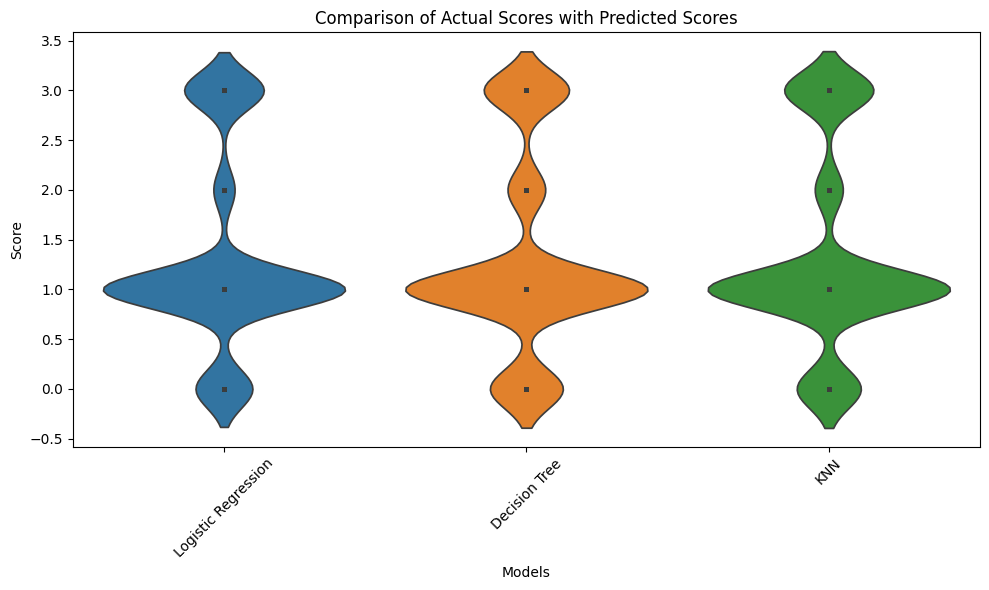 Comparison of Actual Scores with Predicted Scores
3.5
3.0
2.5
2.0
1.5
1.0
0.5
0.0
−0.5
Score
Logistic Regression
Decision Tree
KNN
Models